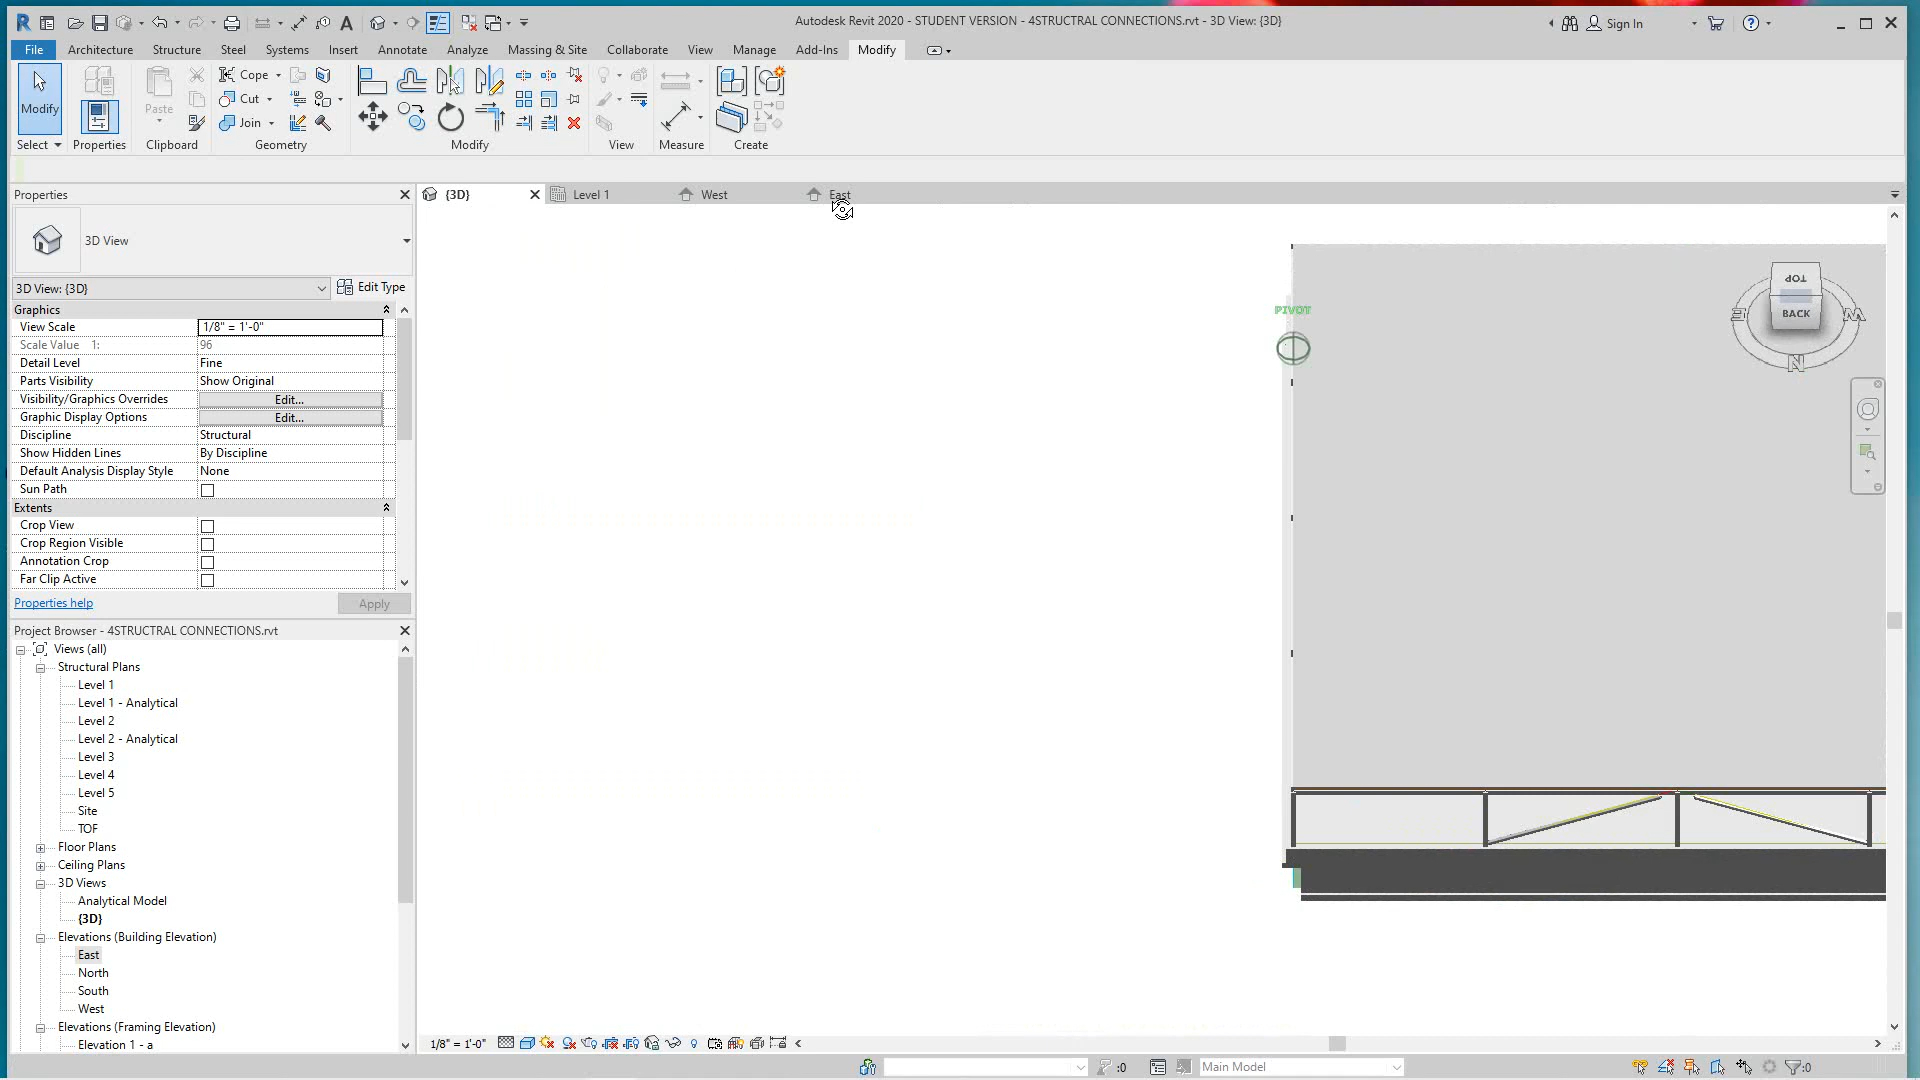 Autodesk Revit 2020 - STUDENT VERSION - 4STRUCTRAL CONNECTIONS.rvt - 3D View: {3D}
Sign In
File Architecture Structure Steel Systems Insert Annotate Analyze Massing & Site Collaborate View Manage Add-Ins Modify
Modify
Paste
Cope
Cut
Join
Select Properties Clipboard Geometry Modify View Measure Create
Properties
{3D} Level 1 West East
3D View
3D View: {3D} Edit Type
Graphics
View Scale 1/8" = 1'-0"
Scale Value 1: 96
Detail Level Fine
Parts Visibility Show Original
Visibility/Graphics Overrides Edit...
Graphic Display Options Edit...
Discipline Structural
Show Hidden Lines By Discipline
Default Analysis Display Style None
Sun Path
Extents
Crop View
Crop Region Visible
Annotation Crop
Far Clip Active
Properties help Apply
Project Browser - 4STRUCTRAL CONNECTIONS.rvt
Views (all)
Structural Plans
Level 1
Level 1 - Analytical
Level 2
Level 2 - Analytical
Level 3
Level 4
Level 5
Site
TOF
Floor Plans
Ceiling Plans
3D Views
Analytical Model
{3D}
Elevations (Building Elevation)
East
North
South
West
Elevations (Framing Elevation)
Elevation 1 - a
PIVOT
TOP
BACK
E
W
N
1/8" = 1'-0"
:0
Main Model
:0